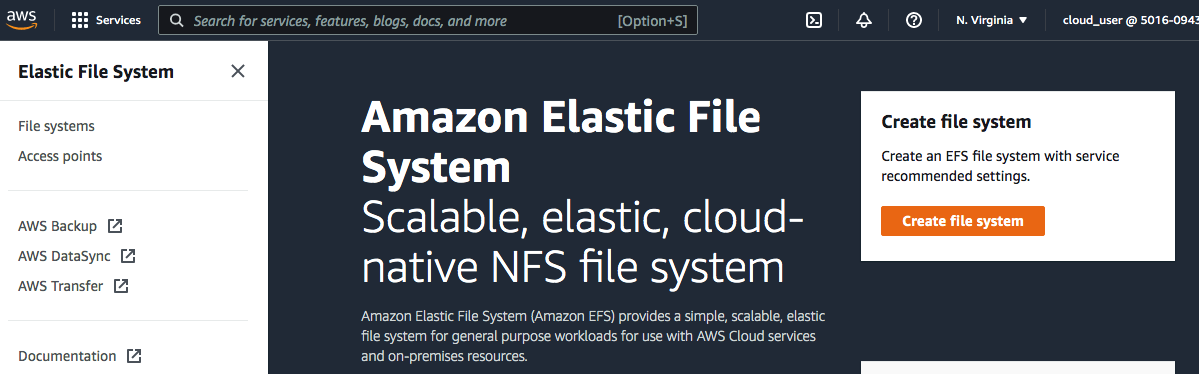 aws
Services
Search for services, features, blogs, docs, and more [Option+S]
N. Virginia
cloud_user @ 5016-0943
Elastic File System
File systems
Access points
AWS Backup
AWS DataSync
AWS Transfer
Documentation
Amazon Elastic File
System
Scalable, elastic, cloud-
native NFS file system
Amazon Elastic File System (Amazon EFS) provides a simple, scalable, elastic
file system for general purpose workloads for use with AWS Cloud services
and on-premises resources.
Create file system
Create an EFS file system with service
recommended settings.
Create file system